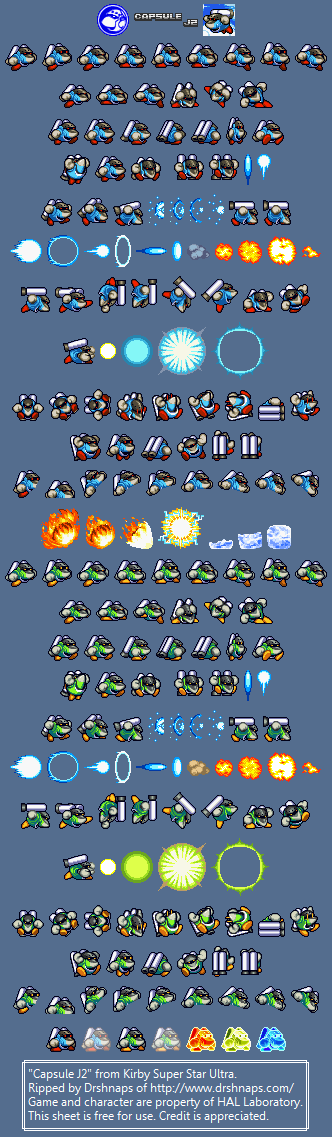 CAPSULE J2
"Capsule J2" from Kirby Super Star Ultra.
Ripped by Drshnaps of http://www.drshnaps.com/
Game and character are property of HAL Laboratory.
This sheet is free for use. Credit is appreciated.